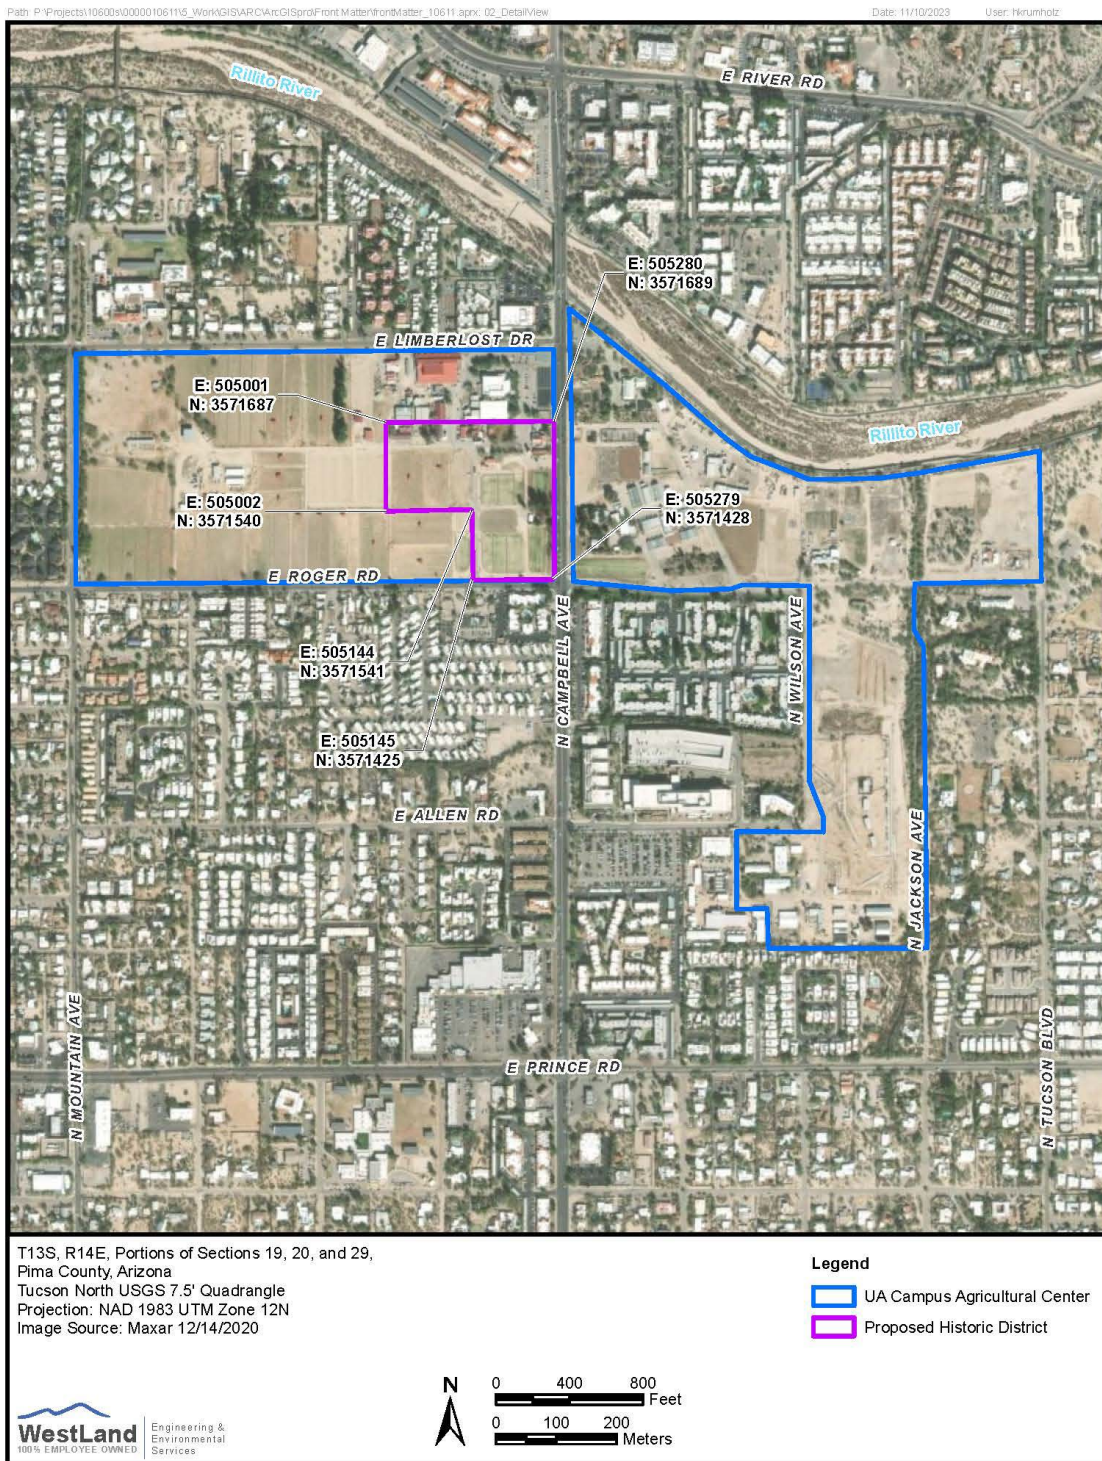 Path: P:\Projects\10600s\0000010611\5_Work\GIS\ARC\ArcGISpro\Front Matter\frontMatter_10611.aprx: 02_DetailView
Date: 11/10/2023
User: hkrumholz
E RIVER RD
Rillito River
E: 505280
N: 3571689
E LIMBERLOST DR
E: 505001
N: 3571687
Rillito River
E: 505002
N: 3571540
E: 505279
N: 3571428
E ROGER RD
E: 505144
N: 3571541
N CAMPBELL AVE
N WILSON AVE
E: 505145
N: 3571425
E ALLEN RD
N JACKSON AVE
N MOUNTAIN AVE
E PRINCE RD
N TUCSON BLVD
T13S, R14E, Portions of Sections 19, 20, and 29,
Pima County, Arizona
Tucson North USGS 7.5' Quadrangle
Projection: NAD 1983 UTM Zone 12N
Image Source: Maxar 12/14/2020
Legend
UA Campus Agricultural Center
Proposed Historic District
N
0 400 800
Feet
0 100 200
Meters
WestLand
100% EMPLOYEE OWNED
Engineering &
Environmental
Services